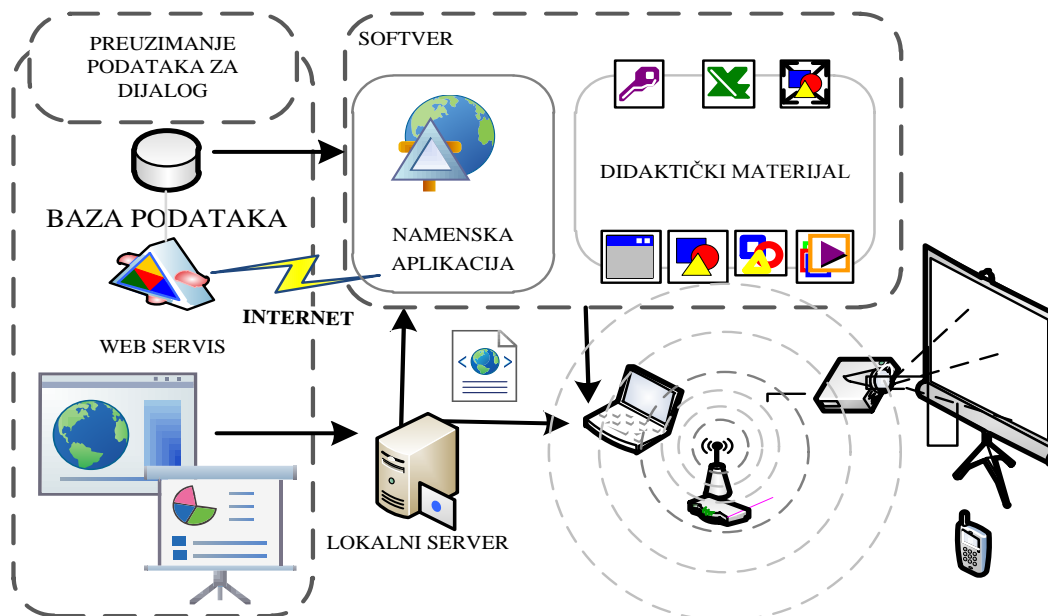 PREUZIMANJE
PODATAKA ZA
DIJALOG
SOFTVER
BAZA PODATAKA
NAMENSKA
APLIKACIJA
DIDAKTIČKI MATERIJAL
INTERNET
WEB SERVIS
LOKALNI SERVER